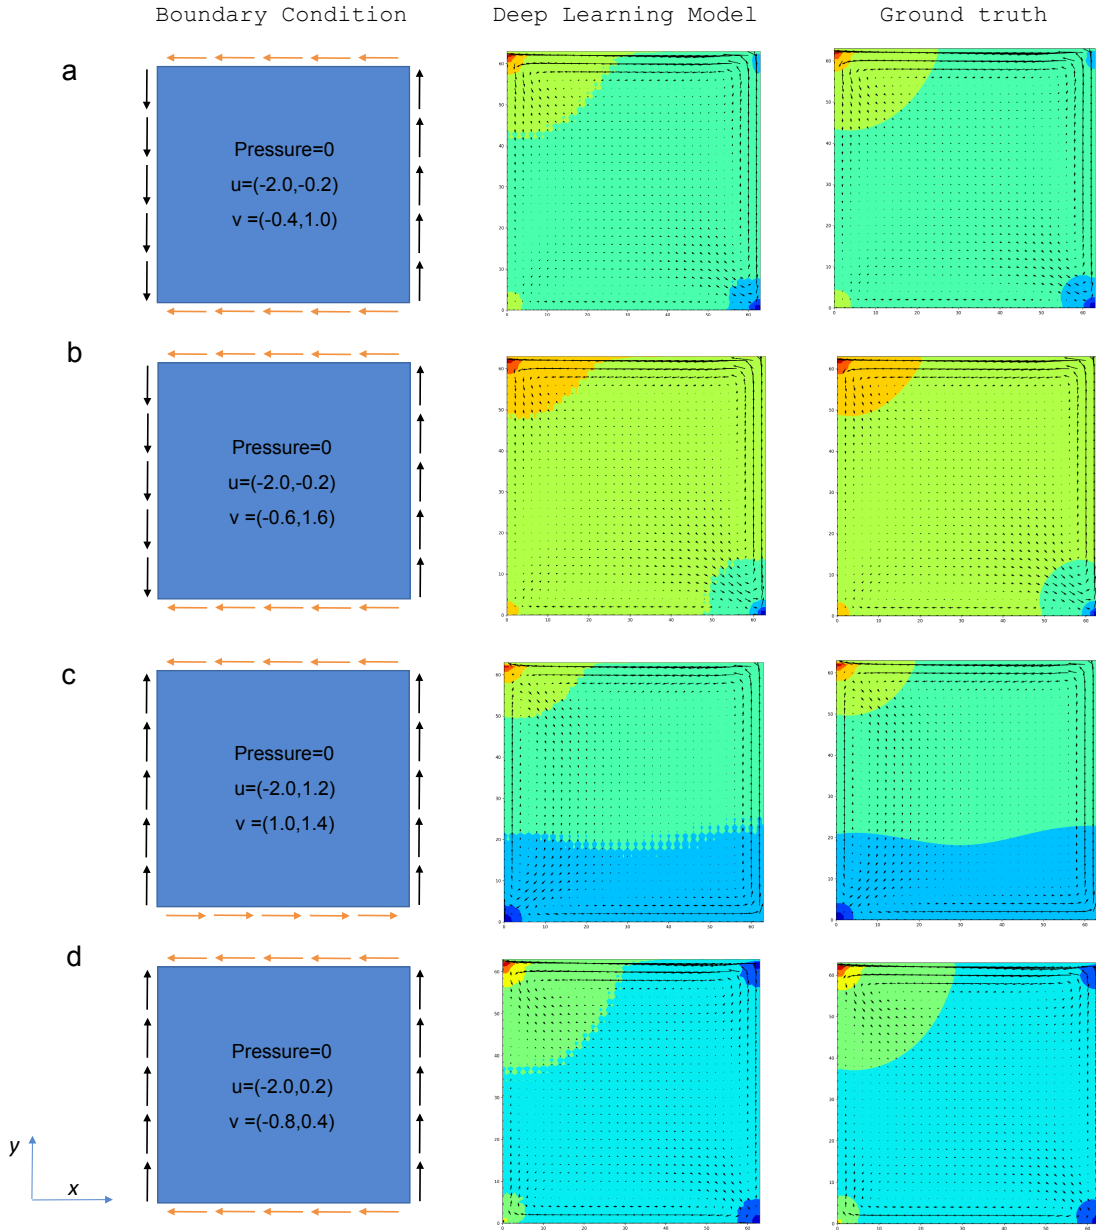 Boundary Condition Deep Learning Model Ground truth
a
Pressure=0
u=(-2.0,-0.2)
v =(-0.4,1.0)
b
Pressure=0
u=(-2.0,-0.2)
v =(-0.6,1.6)
c
Pressure=0
u=(-2.0,1.2)
v =(1.0,1.4)
d
Pressure=0
u=(-2.0,0.2)
v =(-0.8,0.4)
y
x